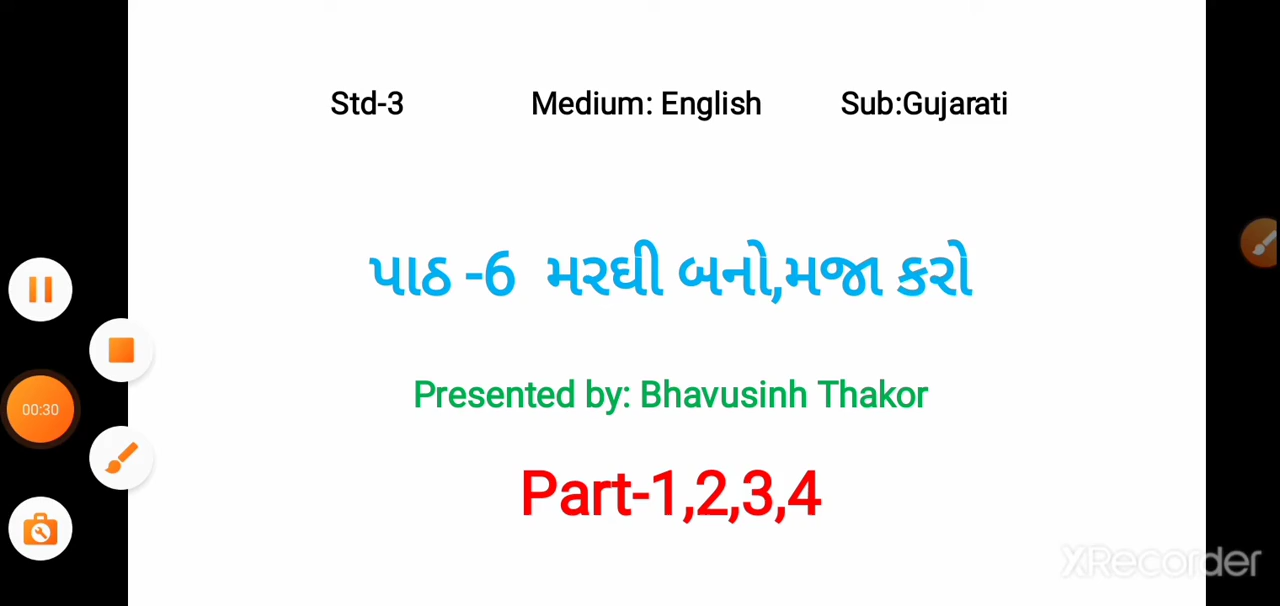 Std-3 Medium: English Sub:Gujarati
પાઠ -6 મરઘી બનો,મજા કરો
00:30
Presented by: Bhavusinh Thakor
Part-1,2,3,4
XRecorder